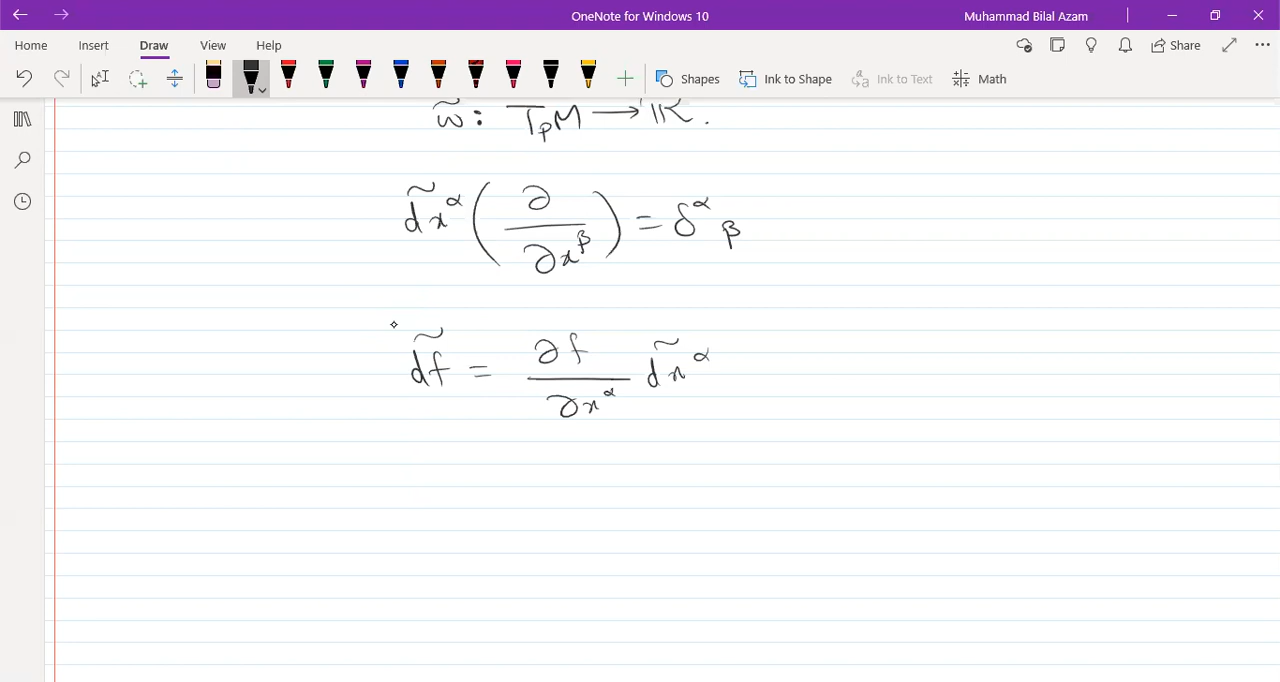 OneNote for Windows 10
Muhammad Bilal Azam
Home Insert Draw View Help
Share
Shapes Ink to Shape Ink to Text Math
w̃ : TₚM → ℝ.
d̃x^α (∂/∂x^β) = δ^α_β
d̃f = ∂f/∂x^α d̃x^α